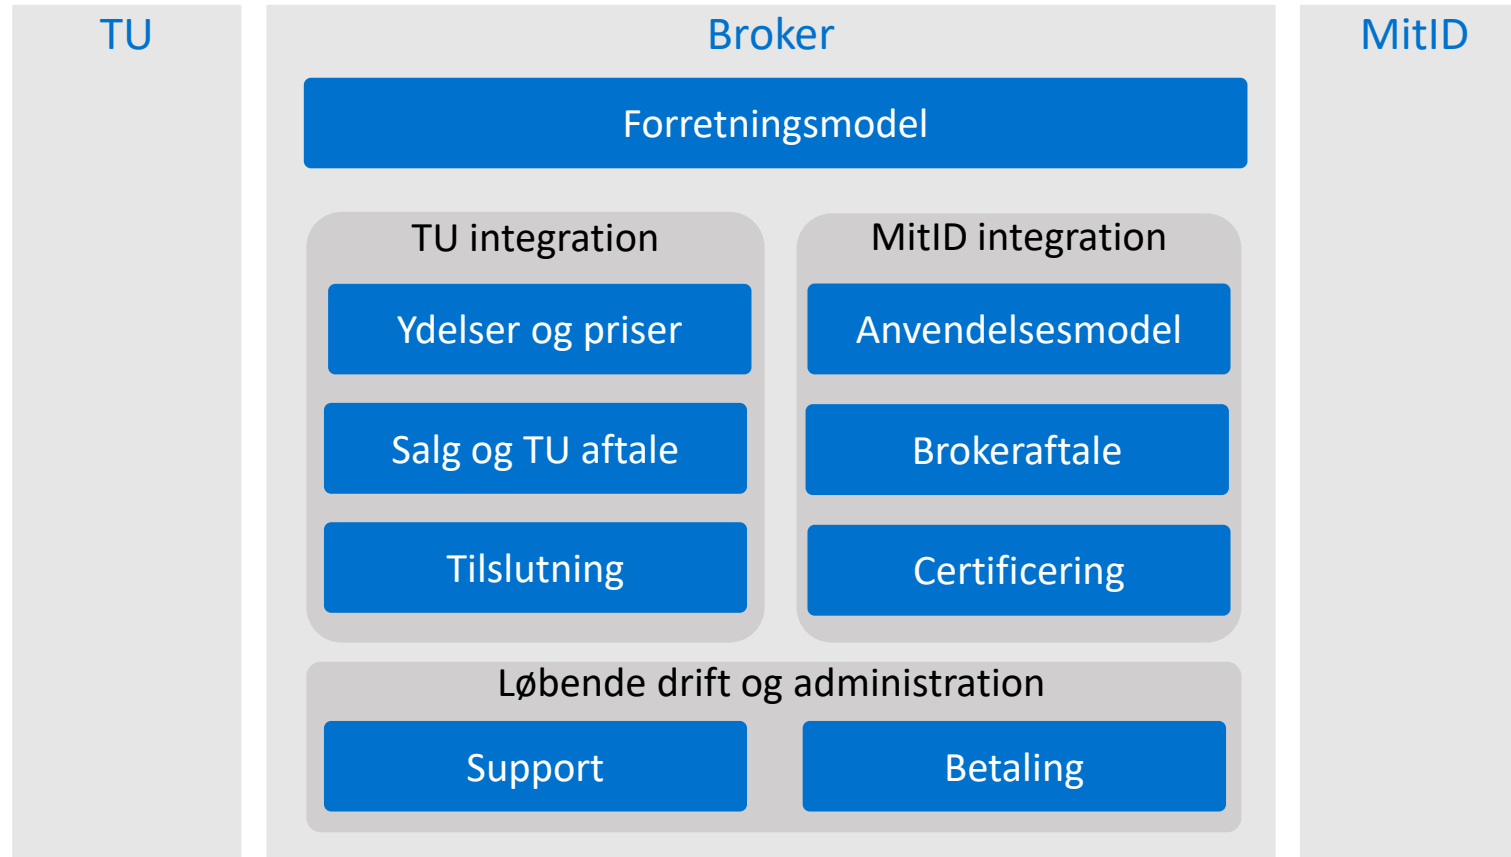 TU
Broker
MitID
Forretningsmodel
TU integration
Ydelser og priser
Salg og TU aftale
Tilslutning
MitID integration
Anvendelsesmodel
Brokeraftale
Certificering
Løbende drift og administration
Support
Betaling